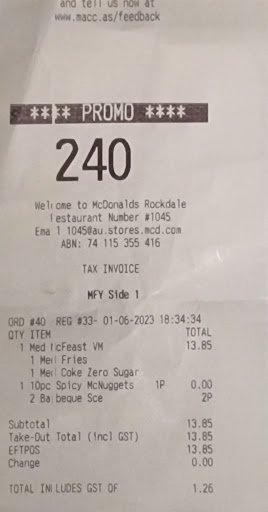 and tell us how at
www.macc.as/feedback
**** PROMO ****
240
Welcome to McDonalds Rockdale
Restaurant Number #1045
Ema l 1045@au.stores.mcd.com
ABN: 74 115 355 416
TAX INVOICE
MFY Side 1
ORD #40 REG #33- 01-06-2023 18:34:34
QTY ITEM TOTAL
1 Med McFeast VM 13.85
1 Med Fries
1 Med Coke Zero Sugar
1 10pc Spicy McNuggets 1P 0.00
2 Barbeque Sce 2P
Subtotal 13.85
Take-Out Total (incl GST) 13.85
EFTPOS 13.85
Change 0.00
TOTAL INCLUDES GST OF 1.26